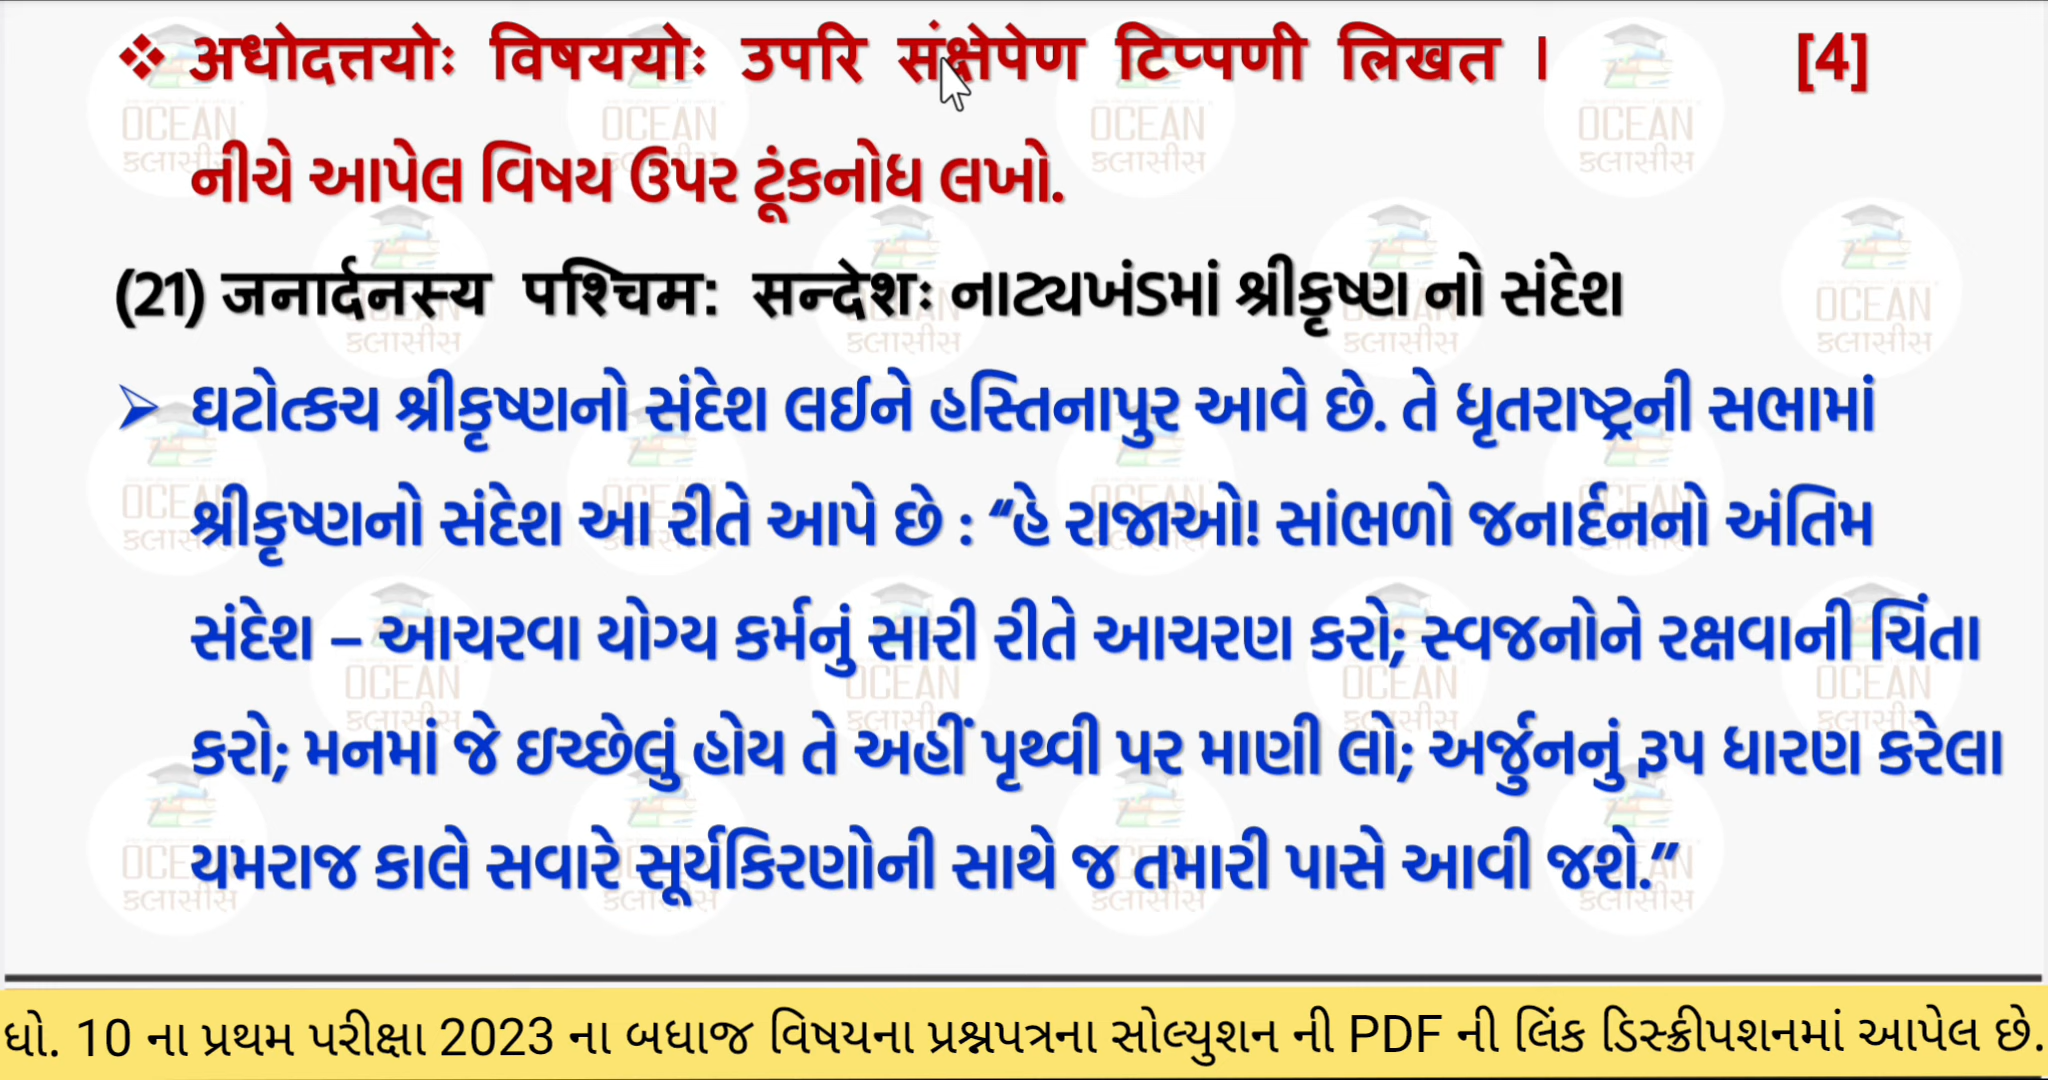 ❖ अधोदत्तयोः विषययोः उपरि संक्षेपेण टिप्पणी लिखत । [4]
નીચે આપેલ વિષય ઉપર ટૂંકનોધ લખો.
(21) जनार्दनस्य पश्चिम: सन्देशः નાટ્યખંડમાં શ્રીકૃષ્ણ નો સંદેશ
➢ ઘટોત્કચ શ્રીકૃષ્ણનો સંદેશ લઈને હસ્તિનાપુર આવે છે. તે ધૃતરાષ્ટ્રની સભામાં
શ્રીકૃષ્ણનો સંદેશ આ રીતે આપે છે : “હે રાજાઓ! સાંભળો જનાર્દનનો અંતિમ
સંદેશ – આચરવા યોગ્ય કર્મનું સારી રીતે આચરણ કરો; સ્વજનોને રક્ષવાની ચિંતા
કરો; મનમાં જે ઇચ્છેલું હોય તે અહીં પૃથ્વી પર માણી લો; અર્જુનનું રૂપ ધારણ કરેલા
યમરાજ કાલે સવારે સૂર્યકિરણોની સાથે જ તમારી પાસે આવી જશે.”
ધો. 10 ના પ્રથમ પરીક્ષા 2023 ના બધાજ વિષયના પ્રશ્નપત્રના સોલ્યુશન ની PDF ની લિંક ડિસ્ક્રીપશનમાં આપેલ છે.
OCEAN
કલાસીસ